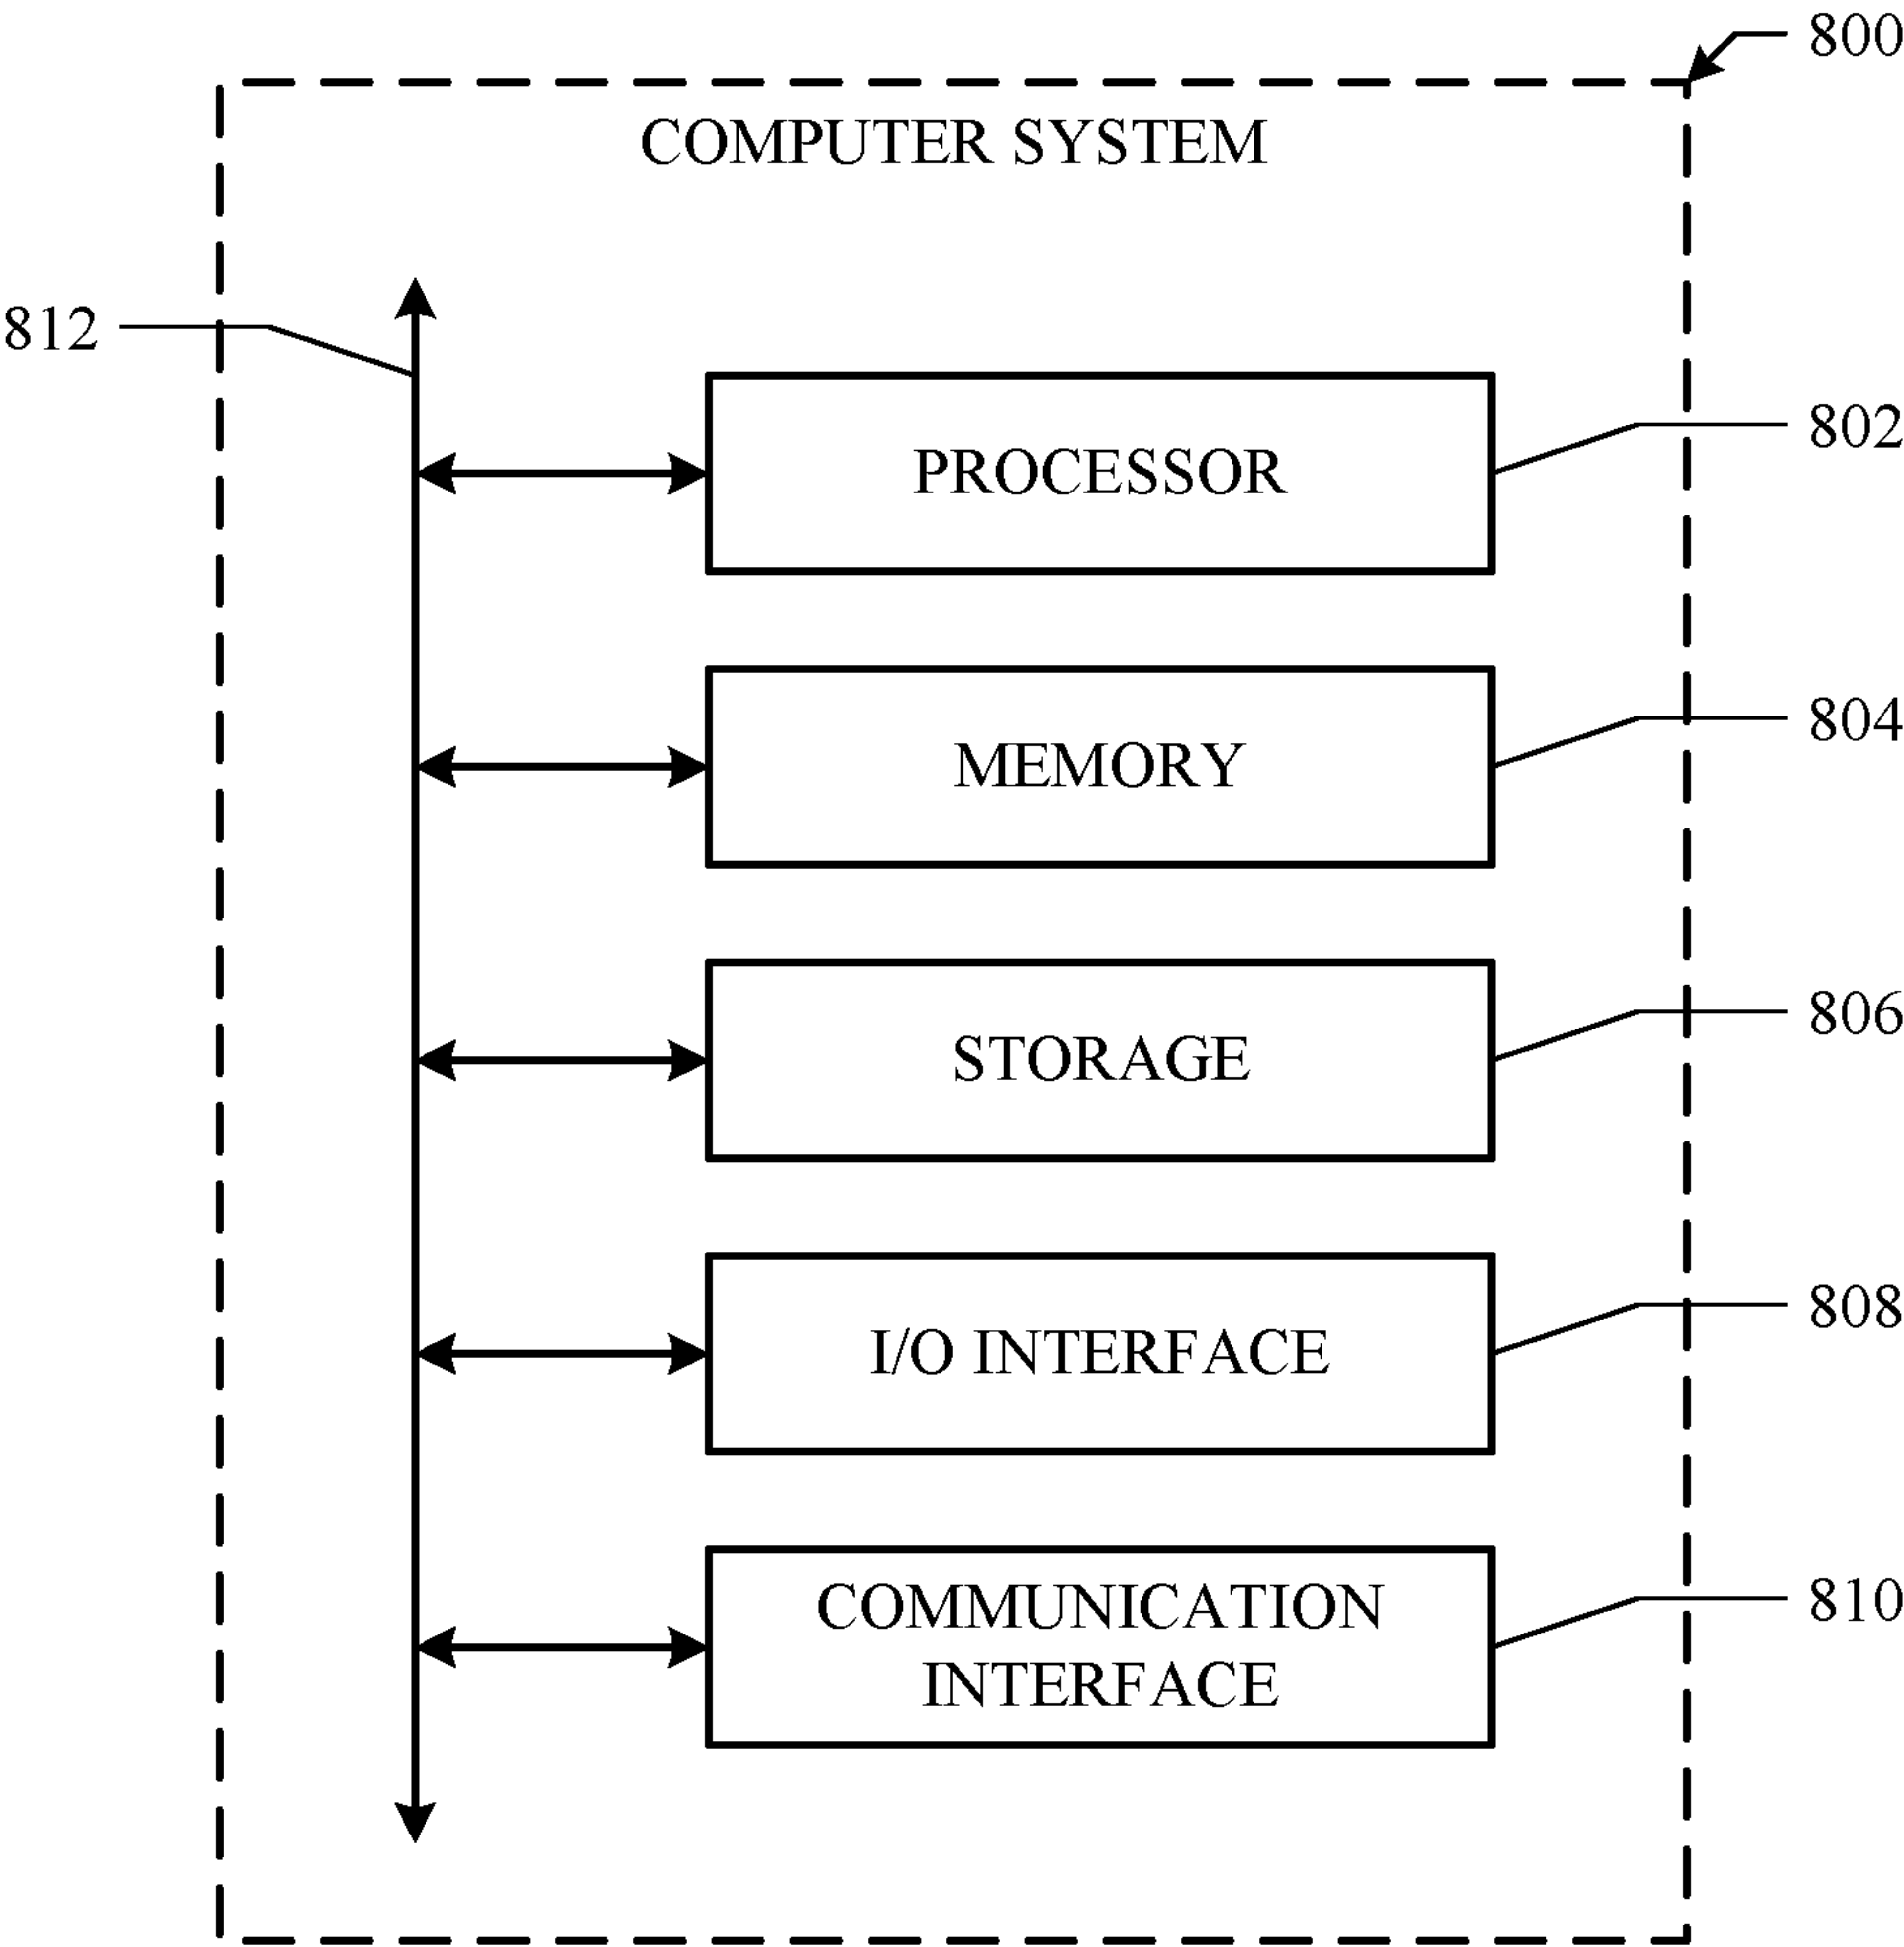 800
COMPUTER SYSTEM
812
802
PROCESSOR
804
MEMORY
806
STORAGE
808
I/O INTERFACE
810
COMMUNICATION
INTERFACE